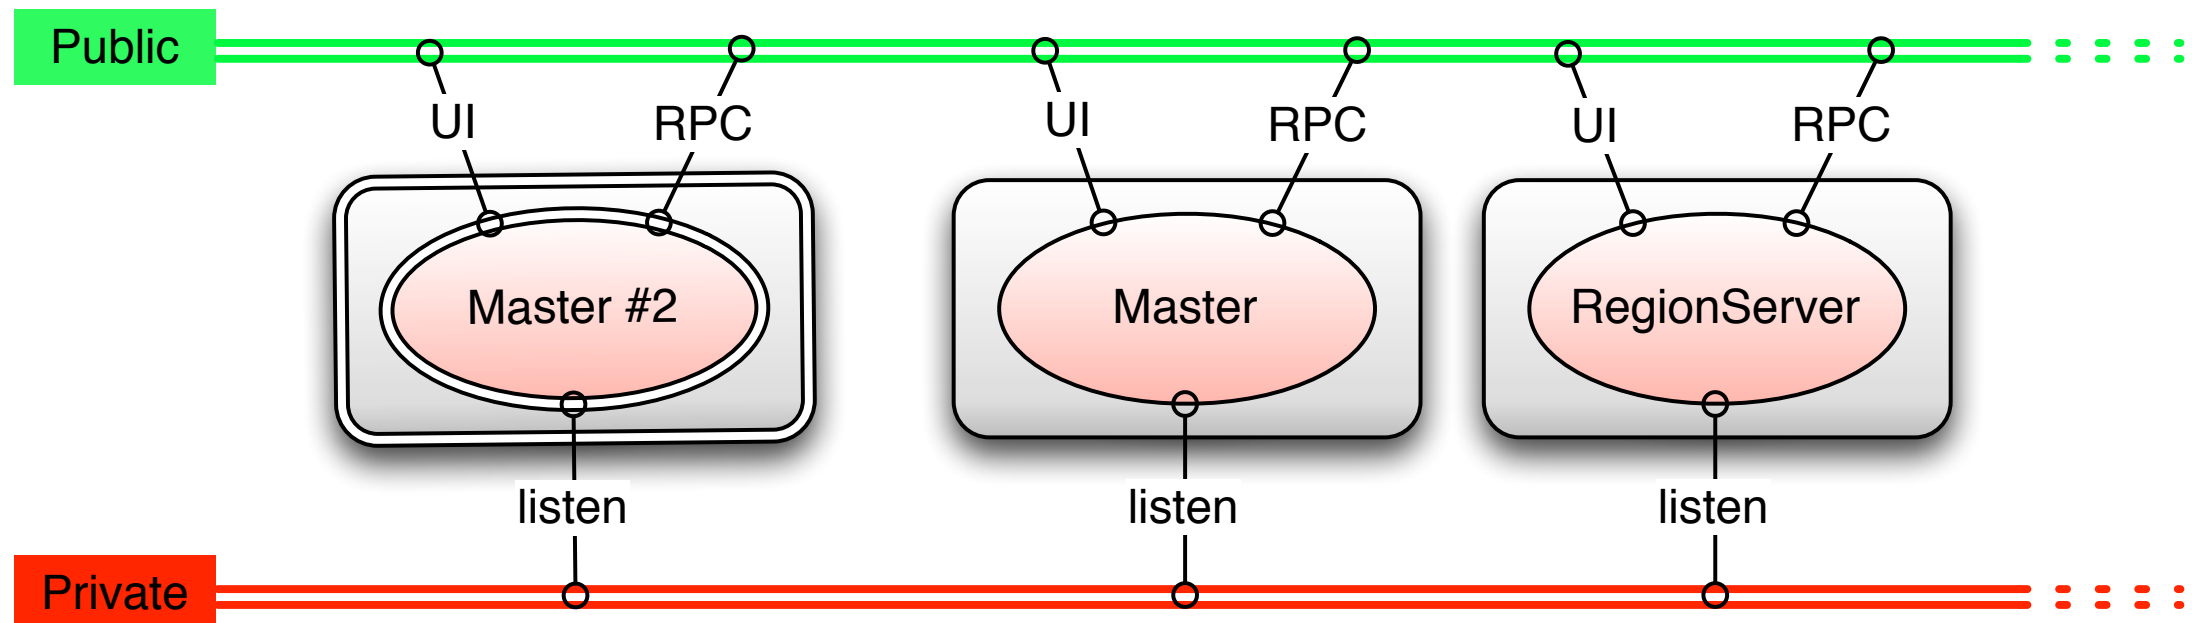 Public
UI
RPC
UI
RPC
UI
RPC
Master #2
Master
RegionServer
listen
listen
listen
Private